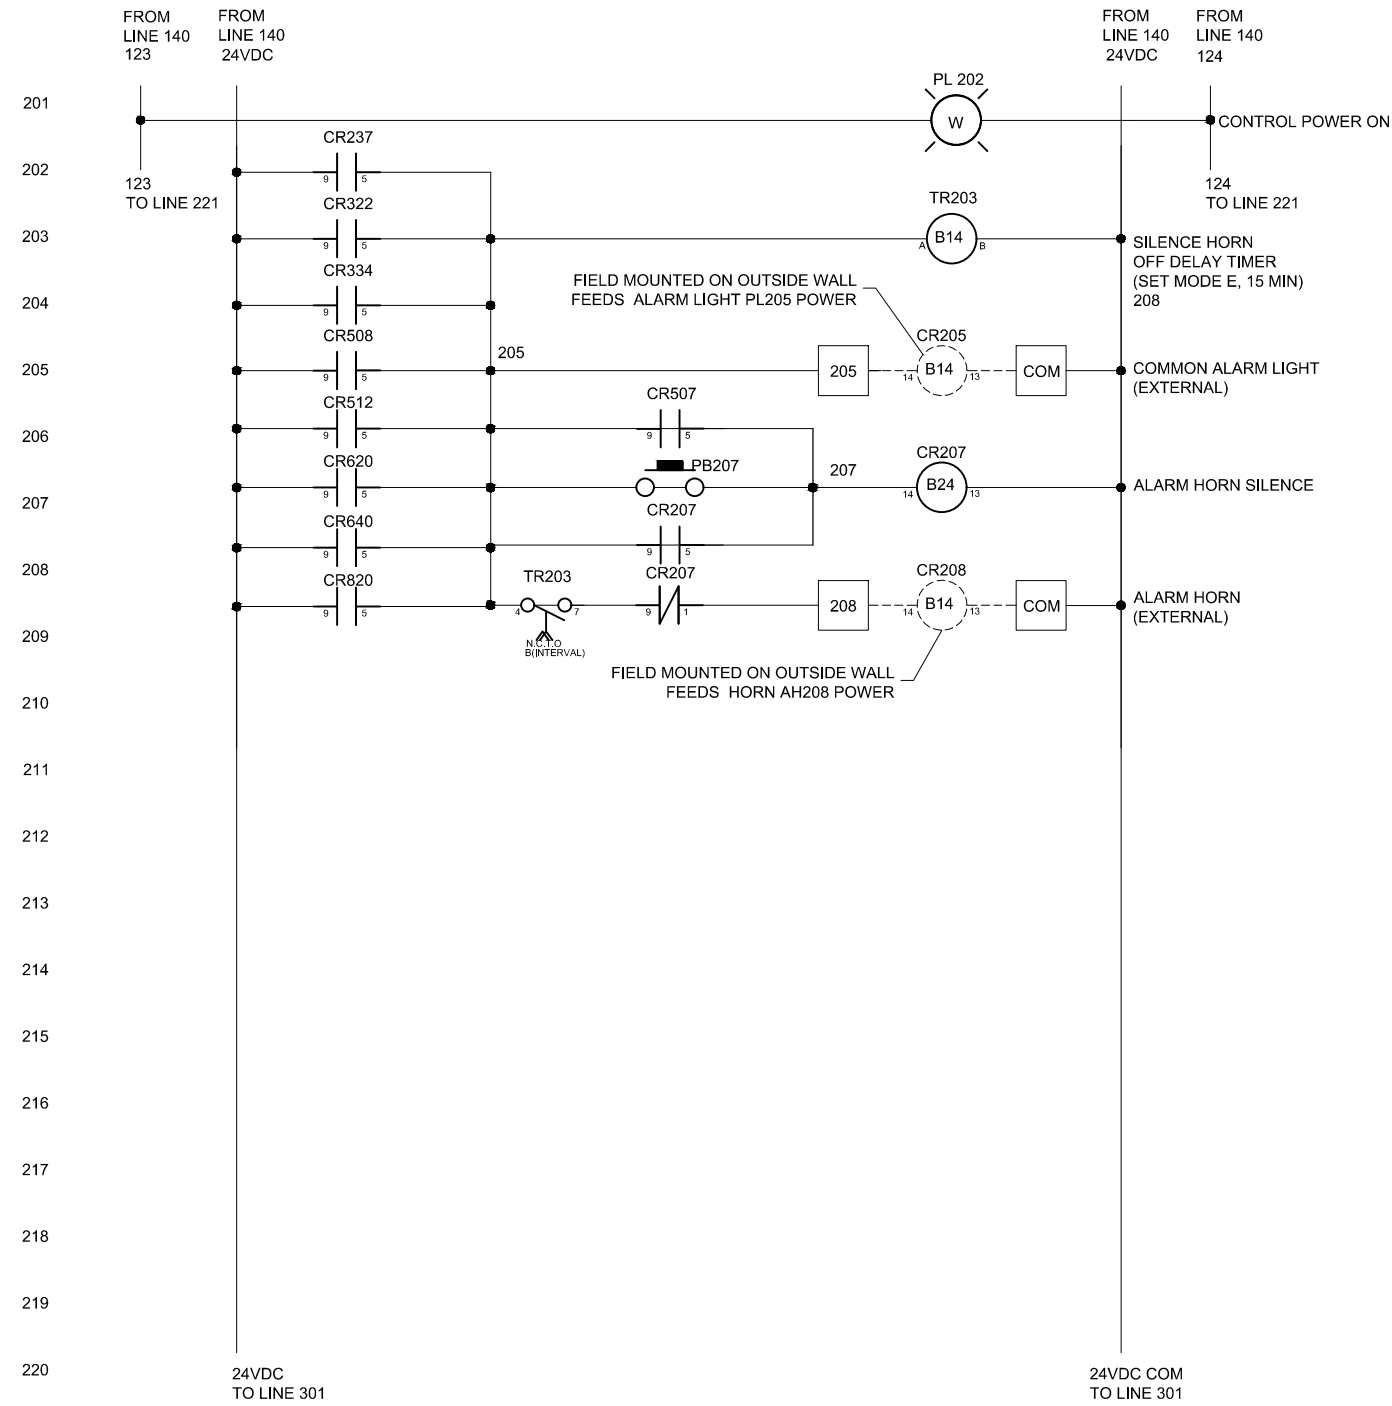 FROM
LINE 140
123
FROM
LINE 140
24VDC
FROM
LINE 140
24VDC
FROM
LINE 140
124
201
PL 202
W
CONTROL POWER ON
CR237
202
9 5
123
TO LINE 221
124
TO LINE 221
CR322
TR203
203
9 5
A B14 B
SILENCE HORN
OFF DELAY TIMER
(SET MODE E, 15 MIN)
208
CR334
FIELD MOUNTED ON OUTSIDE WALL
FEEDS ALARM LIGHT PL205 POWER
204
9 5
CR508
205
CR205
205
9 5
205
14 B14 13
COM
COMMON ALARM LIGHT
(EXTERNAL)
CR512
CR507
206
9 5
9 5
CR620
PB207
207
CR207
207
14 B24 13
ALARM HORN SILENCE
9 5
CR640
CR207
9 5
9 5
208
CR820
TR203
CR207
CR208
9 5
4 7
9 1
208
14 B14 13
COM
ALARM HORN
(EXTERNAL)
209
N.C.T.O
B(INTERVAL)
FIELD MOUNTED ON OUTSIDE WALL
FEEDS HORN AH208 POWER
210
211
212
213
214
215
216
217
218
219
220
24VDC
TO LINE 301
24VDC COM
TO LINE 301